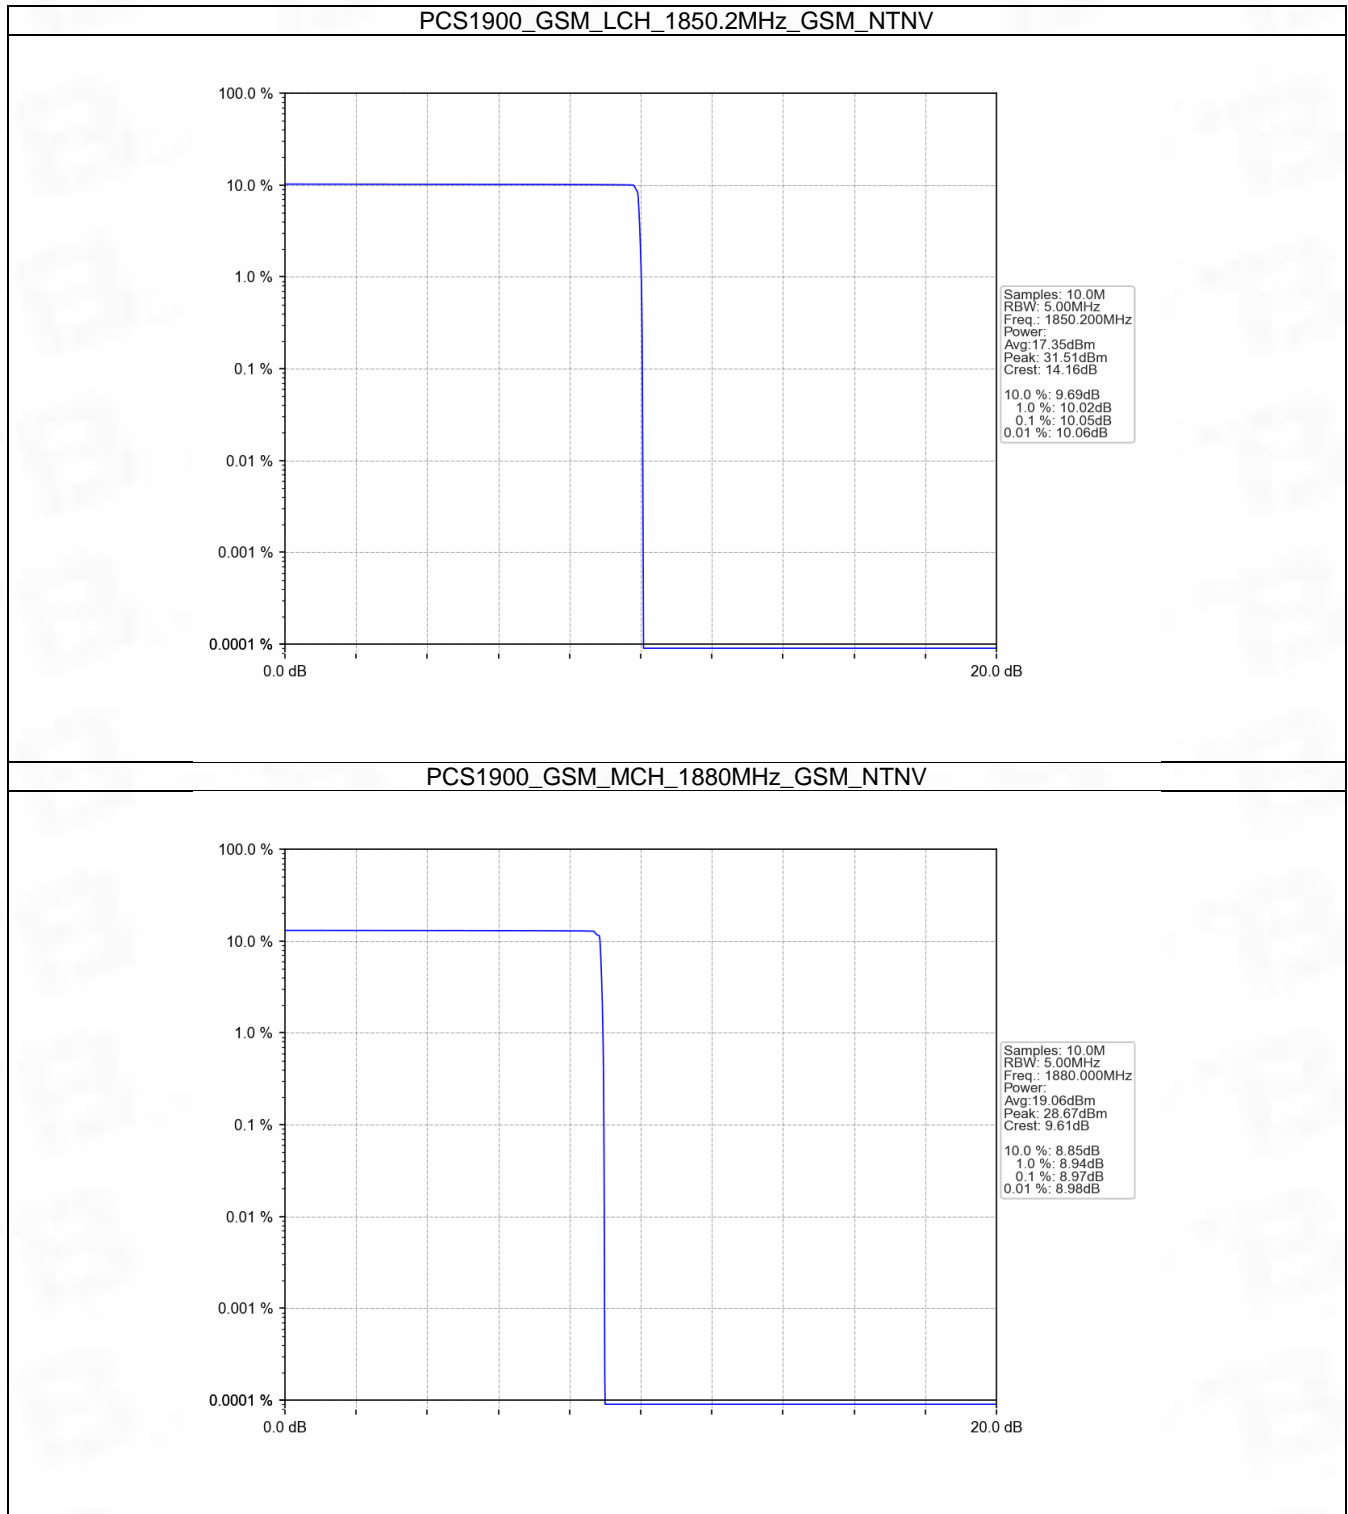 PCS1900_GSM_LCH_1850.2MHz_GSM_NTNV
100.0 %
10.0 %
1.0 %
0.1 %
0.01 %
0.001 %
0.0001 %
0.0 dB
20.0 dB
Samples: 10.0M
RBW: 5.00MHz
Freq.: 1850.200MHz
Power:
Avg:17.35dBm
Peak: 31.51dBm
Crest: 14.16dB
10.0 %: 9.69dB
1.0 %: 10.02dB
0.1 %: 10.05dB
0.01 %: 10.06dB
PCS1900_GSM_MCH_1880MHz_GSM_NTNV
100.0 %
10.0 %
1.0 %
0.1 %
0.01 %
0.001 %
0.0001 %
0.0 dB
20.0 dB
Samples: 10.0M
RBW: 5.00MHz
Freq.: 1880.000MHz
Power:
Avg:19.06dBm
Peak: 28.67dBm
Crest: 9.61dB
10.0 %: 8.85dB
1.0 %: 8.94dB
0.1 %: 8.97dB
0.01 %: 8.98dB